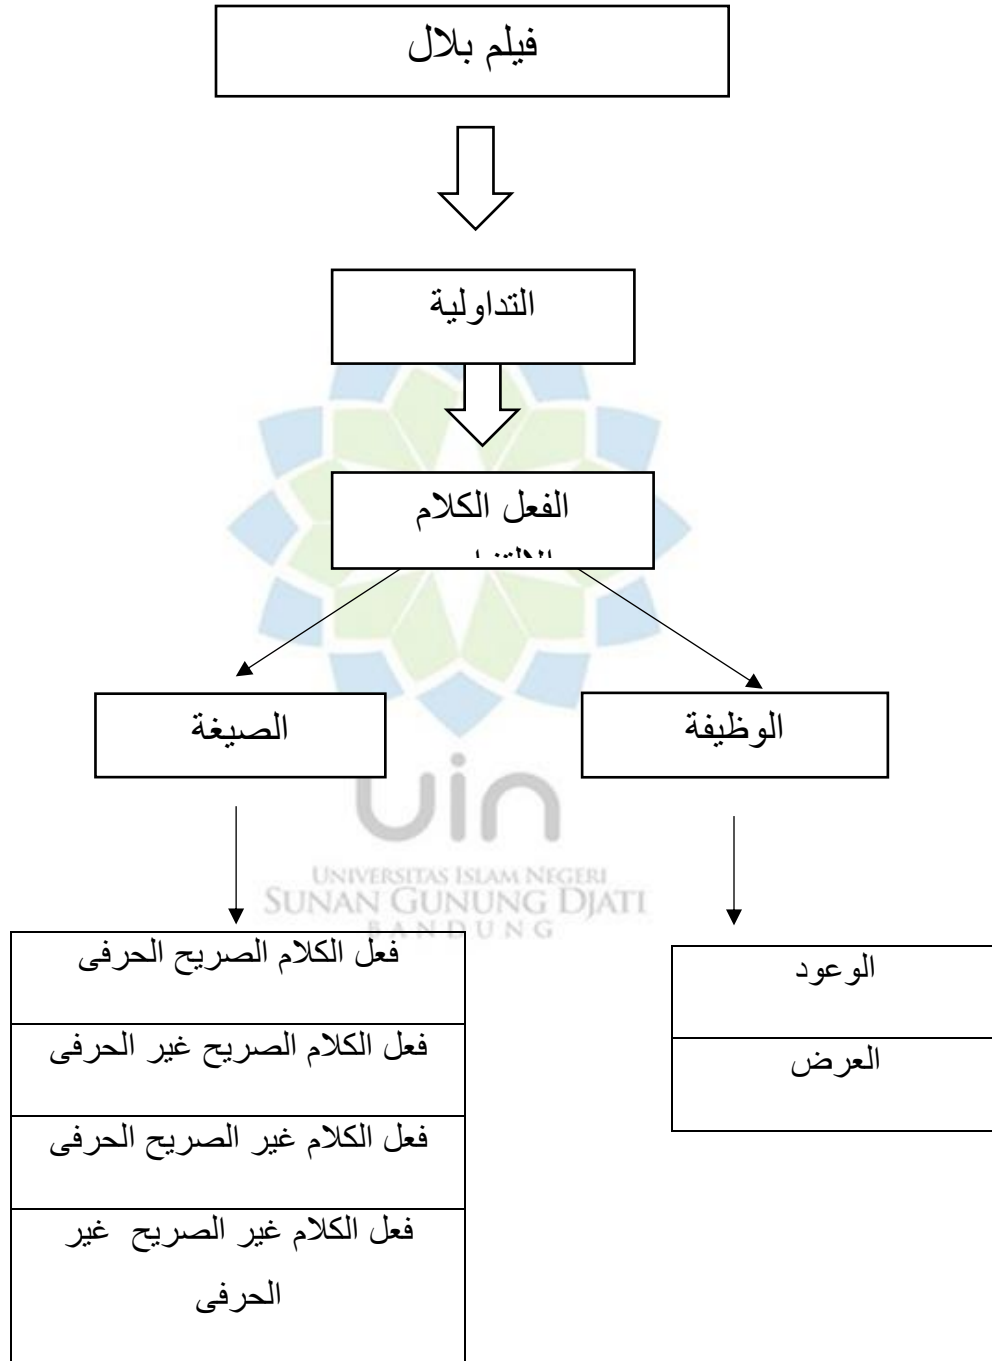 فيلم بلال
التداولية
الفعل الكلام
الوظيفة
الصيغة
uin
UNIVERSITAS ISLAM NEGERI
SUNAN GUNUNG DJATI
BANDUNG
الوعود
العرض
فعل الكلام الصريح الحرفى
فعل الكلام الصريح غير الحرفى
فعل الكلام غير الصريح الحرفى
فعل الكلام غير الصريح غير
الحرفى